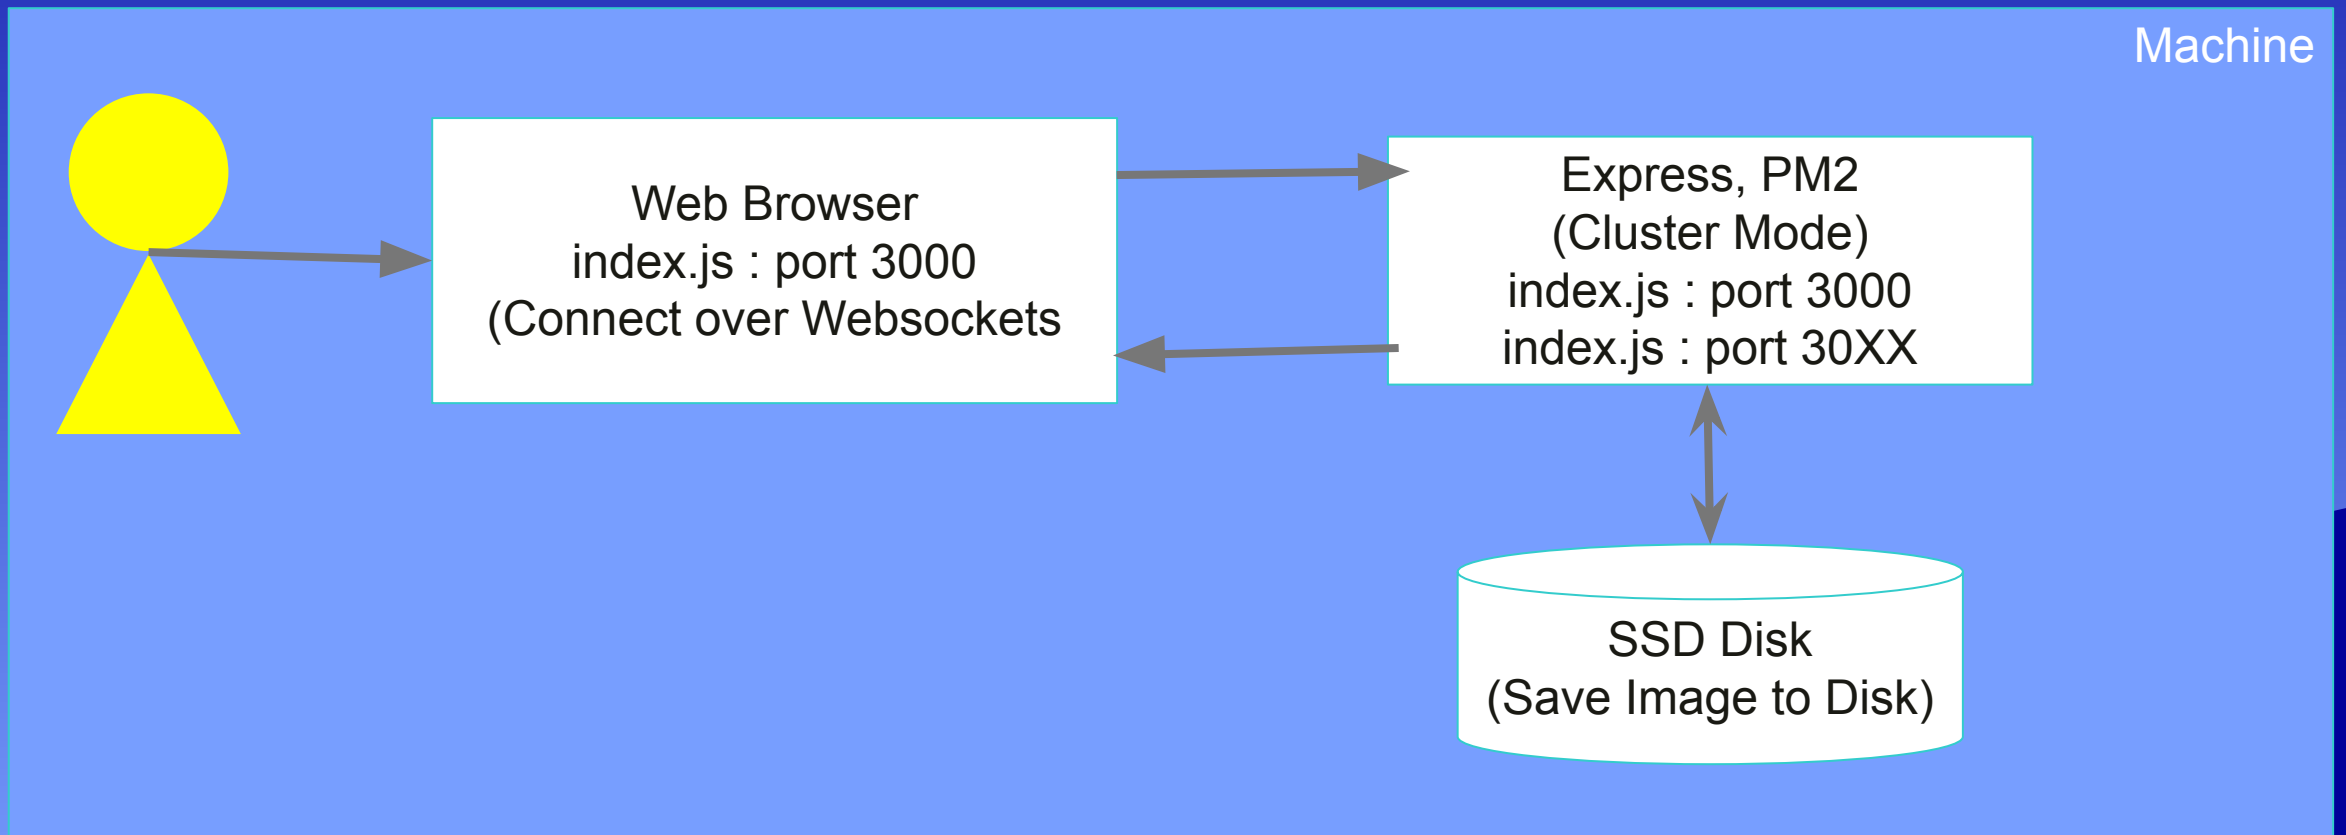 Machine
Web Browser
index.js : port 3000
(Connect over Websockets
Express, PM2
(Cluster Mode)
index.js : port 3000
index.js : port 30XX
SSD Disk
(Save Image to Disk)